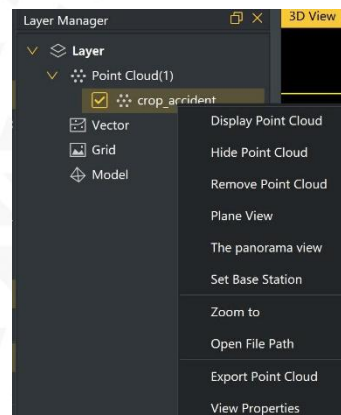 Layer Manager
3D View
Layer
Point Cloud(1)
crop_accident
Vector
Grid
Model
Display Point Cloud
Hide Point Cloud
Remove Point Cloud
Plane View
The panorama view
Set Base Station
Zoom to
Open File Path
Export Point Cloud
View Properties